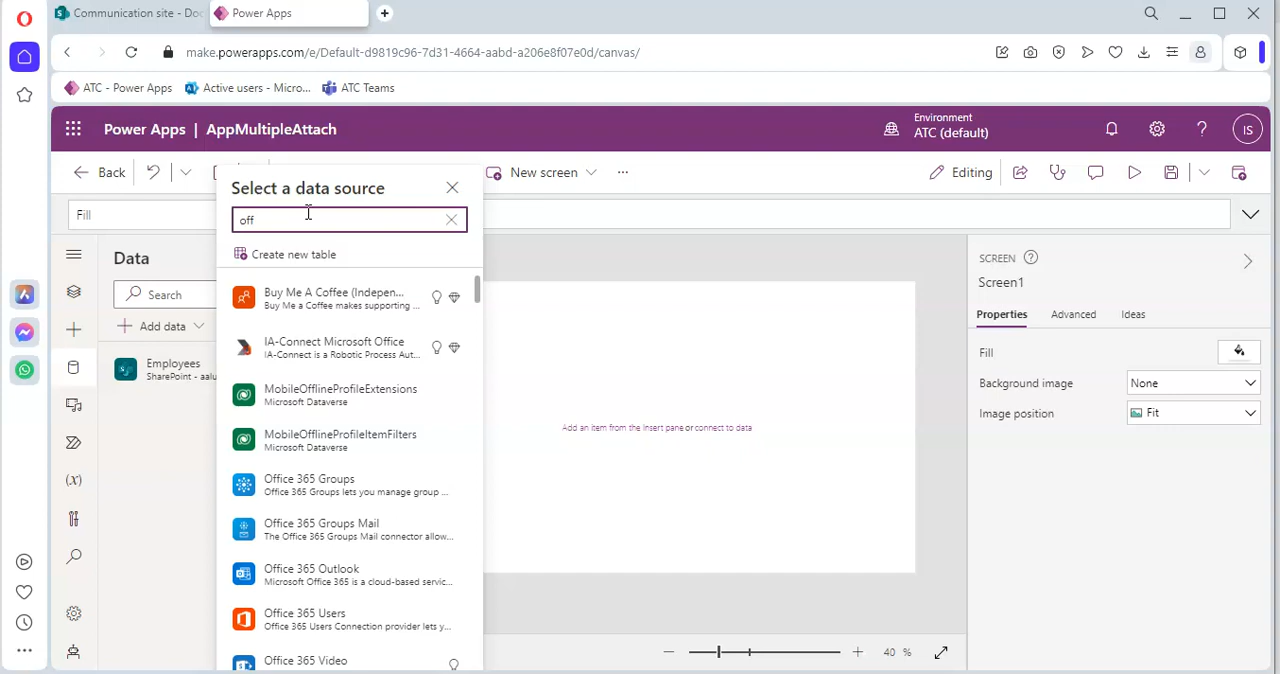 Communication site - Doc
Power Apps
make.powerapps.com/e/Default-d9819c96-7d31-4664-aabd-a206e8f07e0d/canvas/
ATC - Power Apps
Active users - Micro...
ATC Teams
Power Apps | AppMultipleAttach
Environment
ATC (default)
IS
Back
New screen
...
Editing
Fill
Select a data source
off
Create new table
Buy Me A Coffee (Indepen...
Buy Me a Coffee makes supporting ...
IA-Connect Microsoft Office
IA-Connect is a Robotic Process Aut...
MobileOfflineProfileExtensions
Microsoft Dataverse
MobileOfflineProfileItemFilters
Microsoft Dataverse
Office 365 Groups
Office 365 Groups lets you manage group ...
Office 365 Groups Mail
The Office 365 Groups Mail connector allow...
Office 365 Outlook
Microsoft Office 365 is a cloud-based servic...
Office 365 Users
Office 365 Users Connection provider lets y...
Office 365 Video
Data
Search
Add data
Employees
SharePoint - aalu
Add an item from the Insert pane or connect to data
SCREEN
Screen1
Properties
Advanced
Ideas
Fill
Background image
None
Image position
Fit
40 %